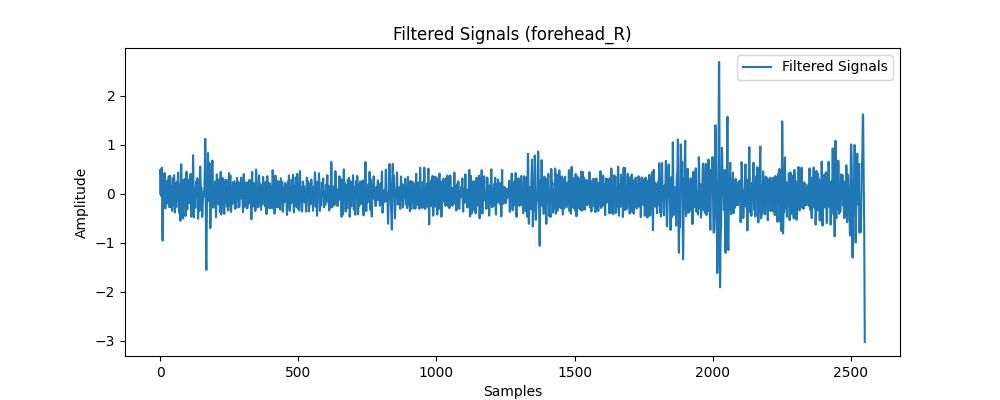 Filtered Signals (forehead_R)
Filtered Signals
2
1
0
−1
−2
−3
Amplitude
0 500 1000 1500 2000 2500
Samples